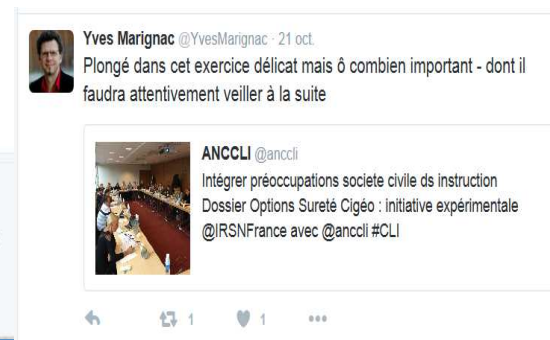 Yves Marignac @YvesMarignac · 21 oct.
Plongé dans cet exercice délicat mais ô combien important - dont il
faudra attentivement veiller à la suite
ANCCLI @anccli
Intégrer préoccupations societe civile ds instruction
Dossier Options Sureté Cigéo : initiative expérimentale
@IRSNFrance avec @anccli #CLI
1 1